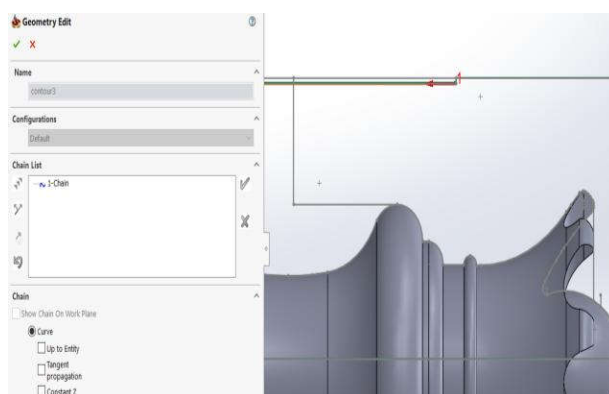 Geometry Edit
Name
contour3
Configurations
Default
Chain List
1-Chain
Chain
Show Chain On Work Plane
Curve
Up to Entity
Tangent
propagation
Constant Z